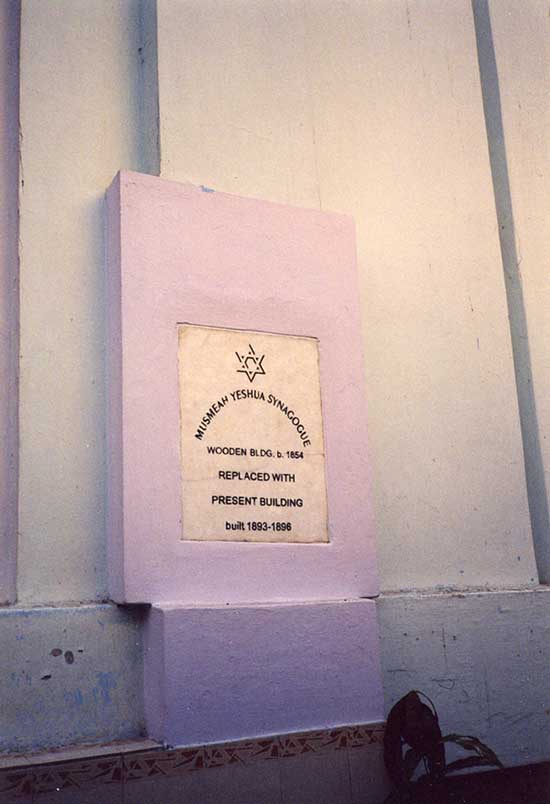 MUSMEAH YESHUA SYNAGOGUE
WOODEN BLDG. b. 1854
REPLACED WITH
PRESENT BUILDING
built 1893-1896